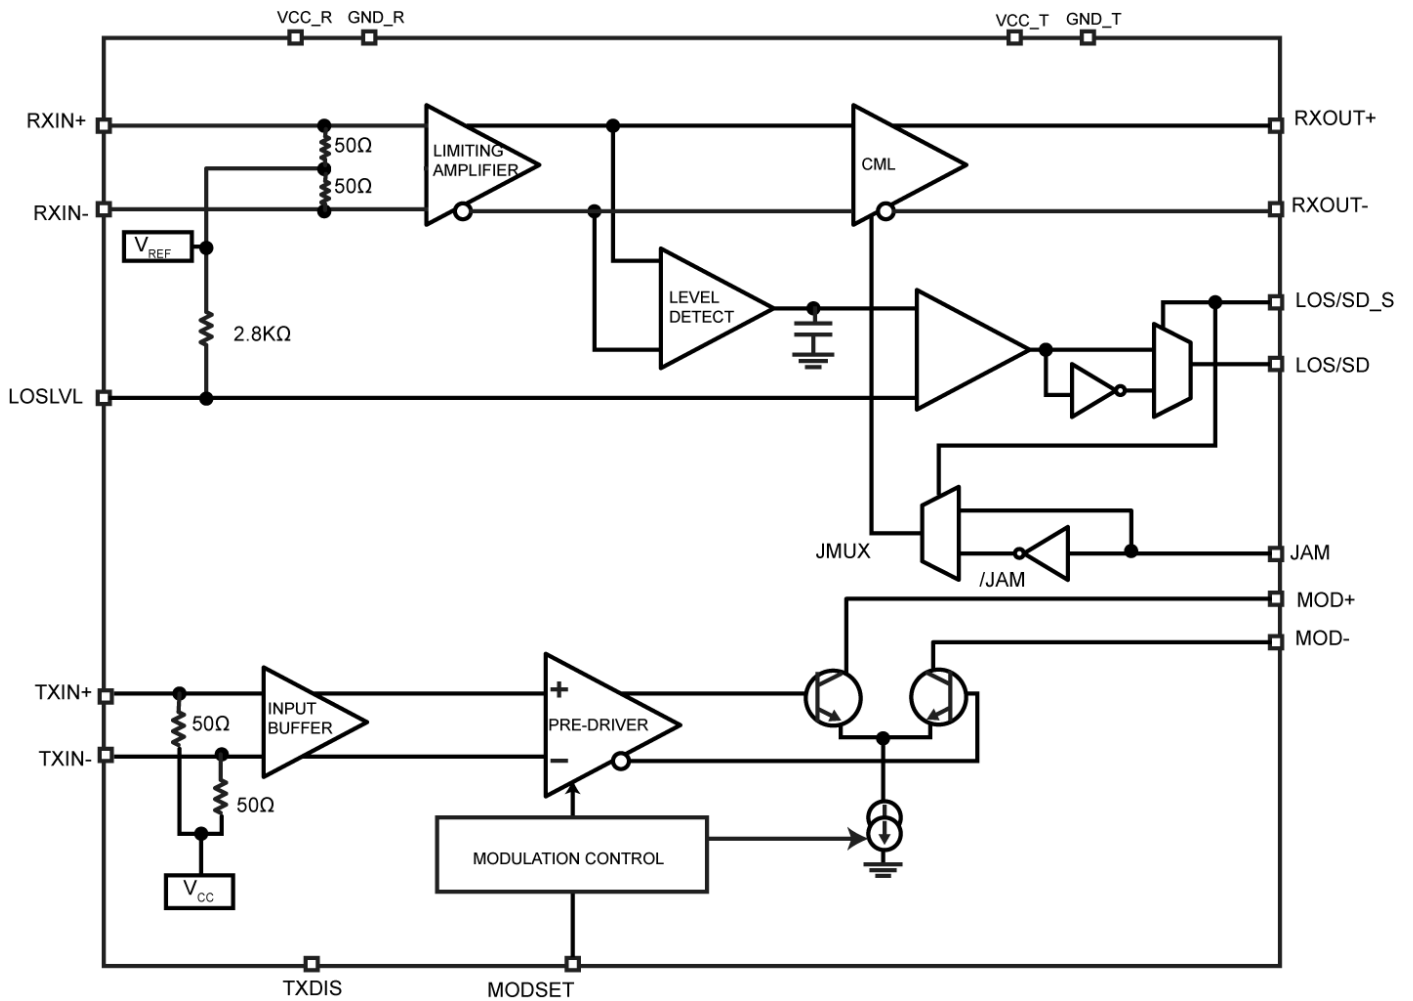 VCC_R
GND_R
VCC_T
GND_T
RXIN+
50Ω
LIMITING
AMPLIFIER
CML
RXOUT+
50Ω
RXIN-
RXOUT-
VREF
LEVEL
DETECT
LOS/SD_S
2.8KΩ
LOS/SD
LOSLVL
JMUX
/JAM
JAM
MOD+
MOD-
TXIN+
50Ω
INPUT
BUFFER
+
PRE-DRIVER
−
TXIN-
50Ω
MODULATION CONTROL
VCC
TXDIS
MODSET